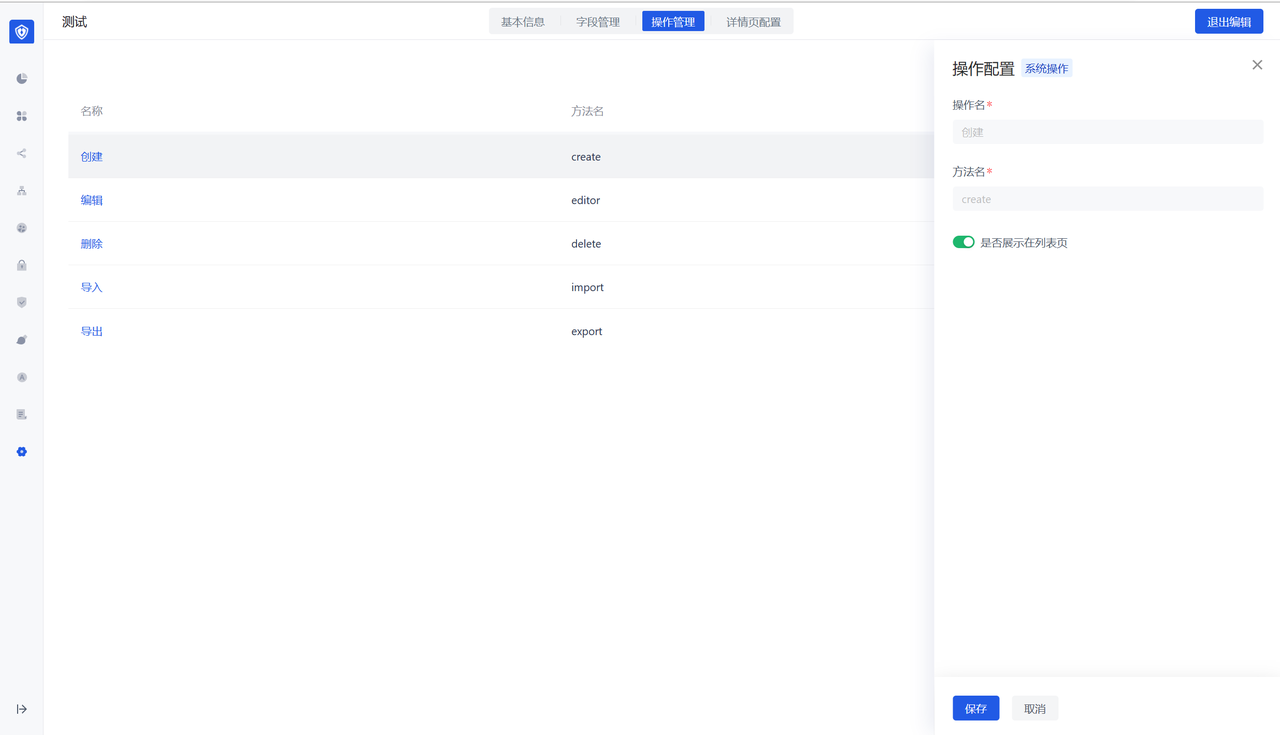 测试
基本信息 字段管理 操作管理 详情页配置
退出编辑
名称 方法名
创建 create
编辑 editor
删除 delete
导入 import
导出 export
操作配置 系统操作
操作名*
创建
方法名*
create
是否展示在列表页
保存 取消